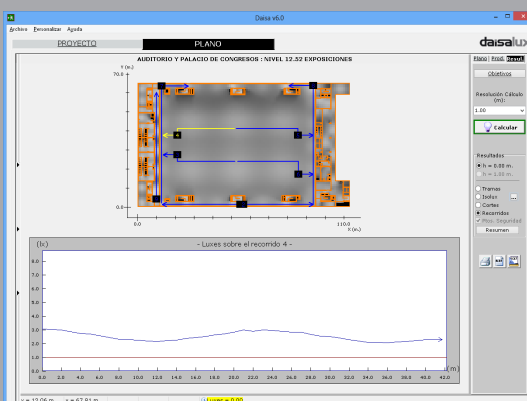 Daisa v6.0
Archivo Personalizar Ayuda
PROYECTO PLANO
daisalux
AUDITORIO Y PALACIO DE CONGRESOS : NIVEL 12.52 EXPOSICIONES
Y (m.)
70.0
0.0
0.0 110.0
X (m.)
Plano Prod. Resul.
Objetivos
Resolución Cálculo (m):
1.00
Calcular
Resultados
h = 0.00 m.
h = 1.00 m.
Tramas
Isolux ...
Cortes
Recorridos
Ptos. Seguridad
Resumen
(lx) - Luxes sobre el recorrido 4 -
8.0
7.0
6.0
5.0
4.0
3.0
2.0
1.0
0.0
0.0 2.0 4.0 6.0 8.0 10.0 12.0 14.0 16.0 18.0 20.0 22.0 24.0 26.0 28.0 30.0 32.0 34.0 36.0 38.0 40.0 42.0
(m.)
x = 12.06 m. y = 67.81 m. Luxes = 0.00